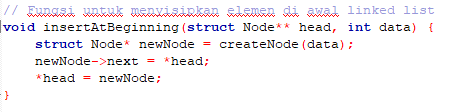 // Fungsi untuk menyisipkan elemen di awal linked list
void insertAtBeginning(struct Node** head, int data) {
    struct Node* newNode = createNode(data);
    newNode->next = *head;
    *head = newNode;
}